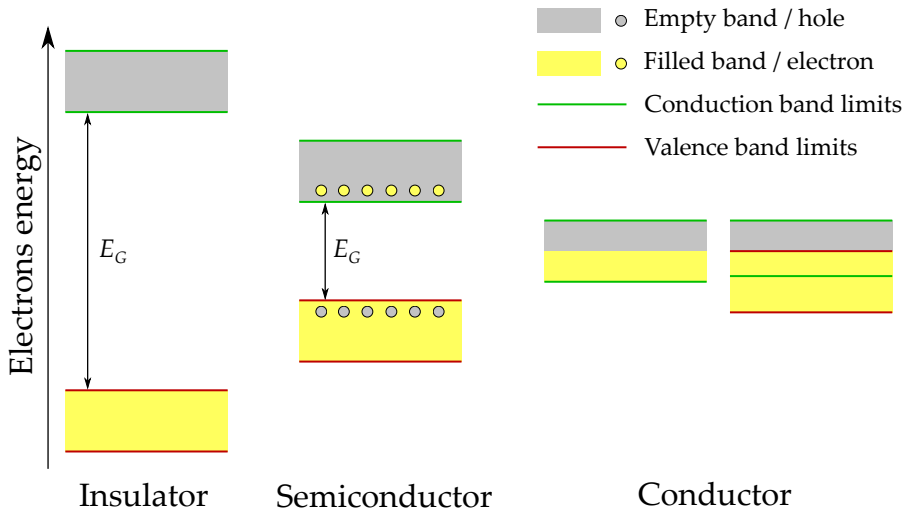 Empty band / hole
Filled band / electron
Conduction band limits
Valence band limits
Electrons energy
E_G
E_G
Insulator
Semiconductor
Conductor